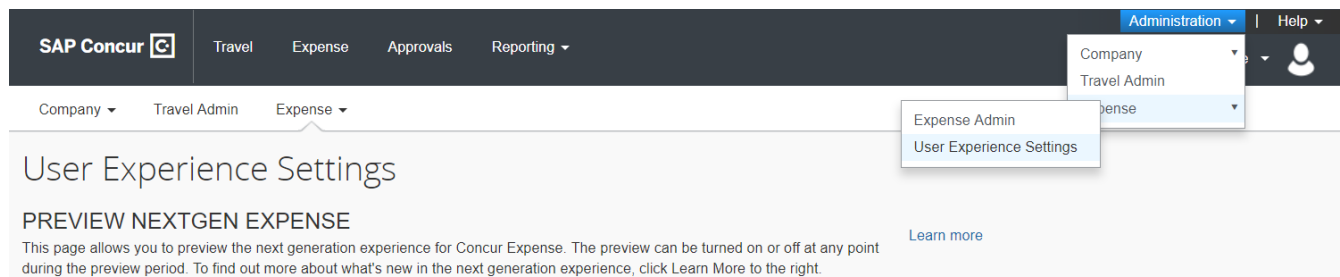 Administration | Help
SAP Concur C Travel Expense Approvals Reporting
Company
Travel Admin
Company Travel Admin Expense
Expense Admin
User Experience Settings
User Experience Settings
PREVIEW NEXTGEN EXPENSE
This page allows you to preview the next generation experience for Concur Expense. The preview can be turned on or off at any point
during the preview period. To find out more about what's new in the next generation experience, click Learn More to the right.
Learn more